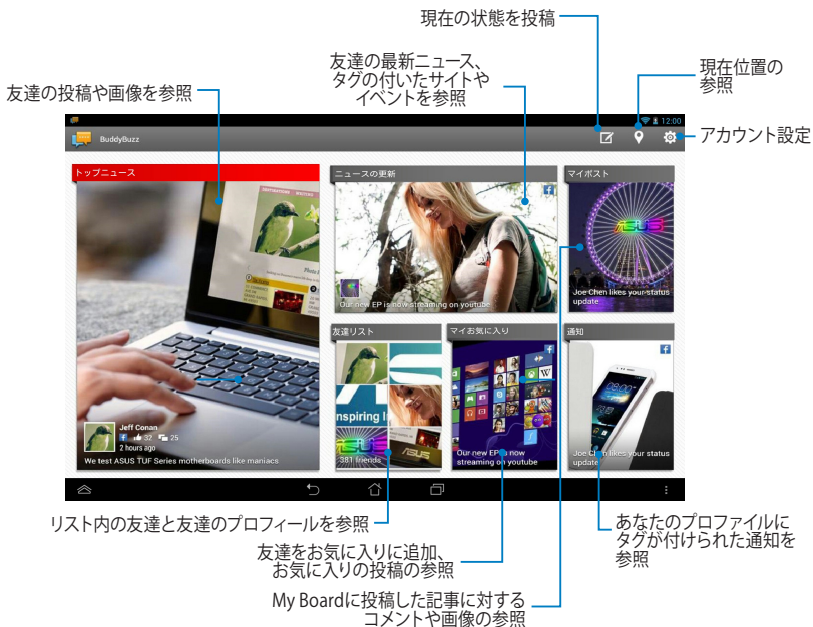 現在の状態を投稿
友達の最新ニュース、
タグの付いたサイトや
イベントを参照
現在位置の
参照
友達の投稿や画像を参照
アカウント設定
12:00
BuddyBuzz
トップニュース
ニュースの更新
マイポスト
ASUS
Our new EP is now streaming on youtube
Joe Chen likes your status
update
友達リスト
マイお気に入り
通知
nspiring In
ASUS
ASUS
381 friends
Our new EP is now
streaming on youtube
Joe Chen likes your status
update
Jeff Conan
32 25
2 hours ago
We test ASUS TUF Series motherboards like maniacs
リスト内の友達と友達のプロフィールを参照
友達をお気に入りに追加、
お気に入りの投稿の参照
My Boardに投稿した記事に対する
コメントや画像の参照
あなたのプロファイルに
タグが付けられた通知を
参照